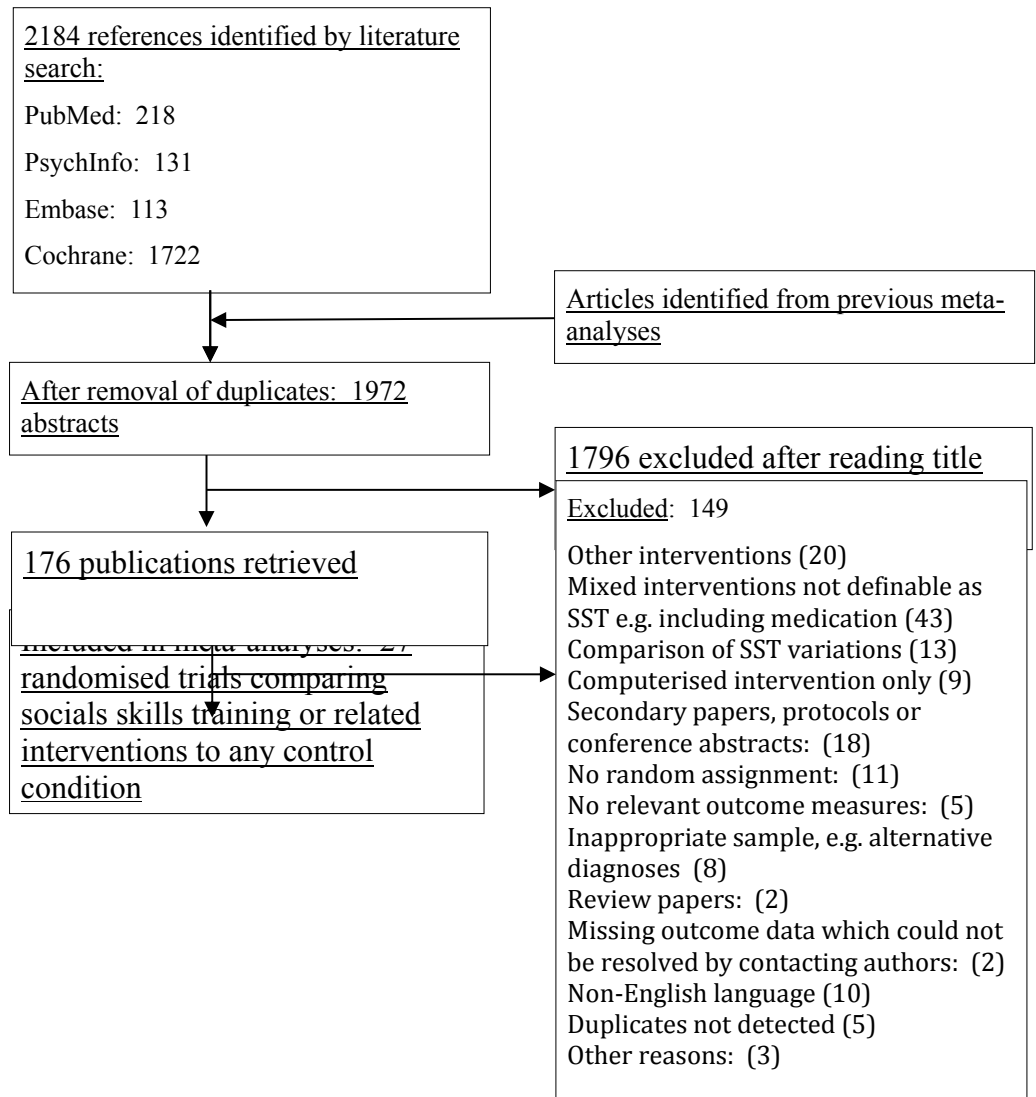 2184 references identified by literature
search:
PubMed: 218
PsychInfo: 131
Embase: 113
Cochrane: 1722
Articles identified from previous meta-
analyses
After removal of duplicates: 1972
abstracts
1796 excluded after reading title
176 publications retrieved
Excluded: 149
Other interventions (20)
Mixed interventions not definable as
SST e.g. including medication (43)
Comparison of SST variations (13)
Computerised intervention only (9)
Secondary papers, protocols or
conference abstracts: (18)
No random assignment: (11)
No relevant outcome measures: (5)
Inappropriate sample, e.g. alternative
diagnoses (8)
Review papers: (2)
Missing outcome data which could not
be resolved by contacting authors: (2)
Non-English language (10)
Duplicates not detected (5)
Other reasons: (3)
Included in meta-analyses: 27
randomised trials comparing
socials skills training or related
interventions to any control
condition